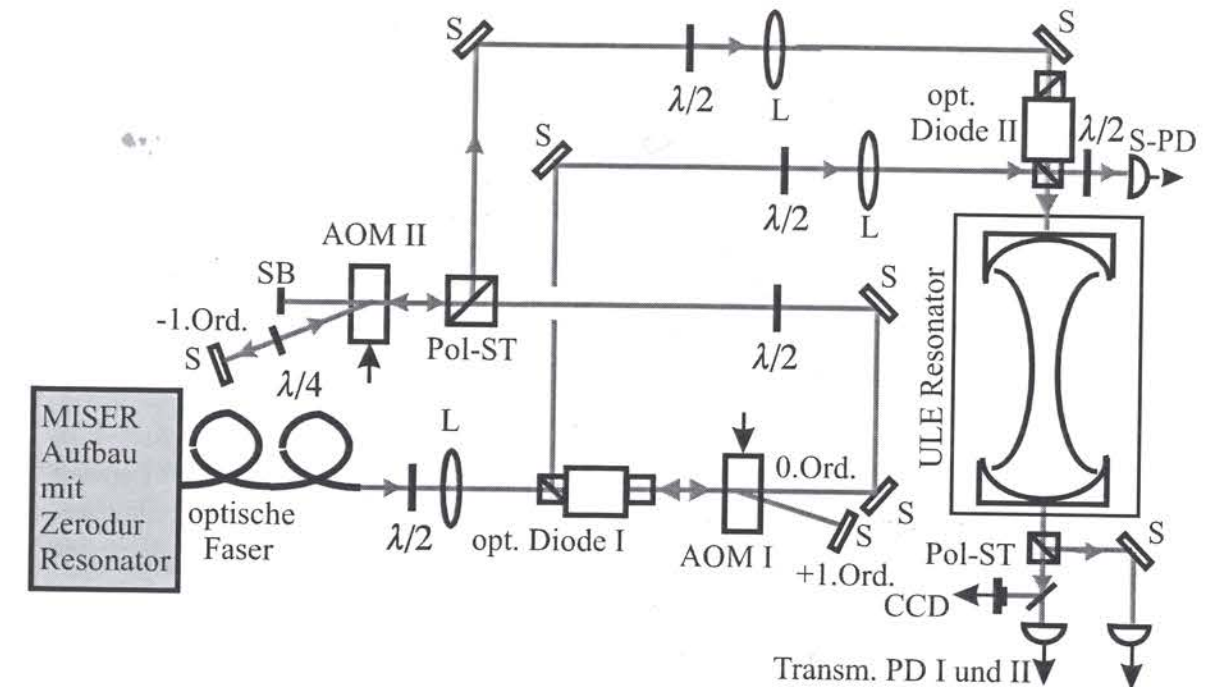 S
S
λ/2
L
opt.
Diode II
λ/2
S-PD
S
λ/2
L
AOM II
SB
-1.Ord.
S
λ/4
Pol-ST
λ/2
S
ULE Resonator
MISER
Aufbau
mit
Zerodur
Resonator
optische
Faser
λ/2
L
opt. Diode I
AOM I
0.Ord.
S
S
+1.Ord.
Pol-ST
S
CCD
Transm. PD I und II